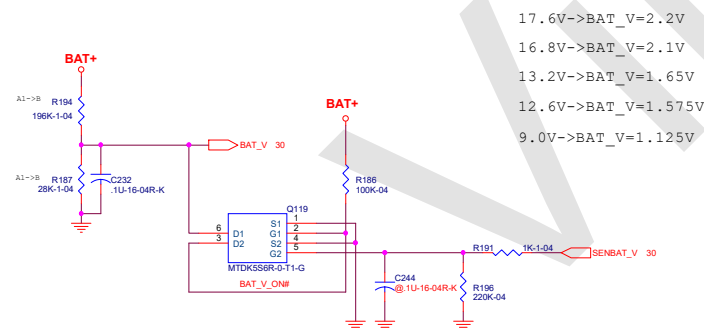 17.6V->BAT_V=2.2V
16.8V->BAT_V=2.1V
13.2V->BAT_V=1.65V
12.6V->BAT_V=1.575V
9.0V->BAT_V=1.125V
BAT+
A1->B
R194
196K-1-04
BAT+
BAT_V 30
A1->B
R187
28K-1-04
C232
.1U-16-04R-K
R186
100K-04
Q119
6 D1 S1 1
3 D2 G1 2
S2 4
G2 5
MTDK5S6R-0-T1-G
BAT_V_ON#
R191 1K-1-04
SENBAT_V 30
C244
@.1U-16-04R-K
R196
220K-04